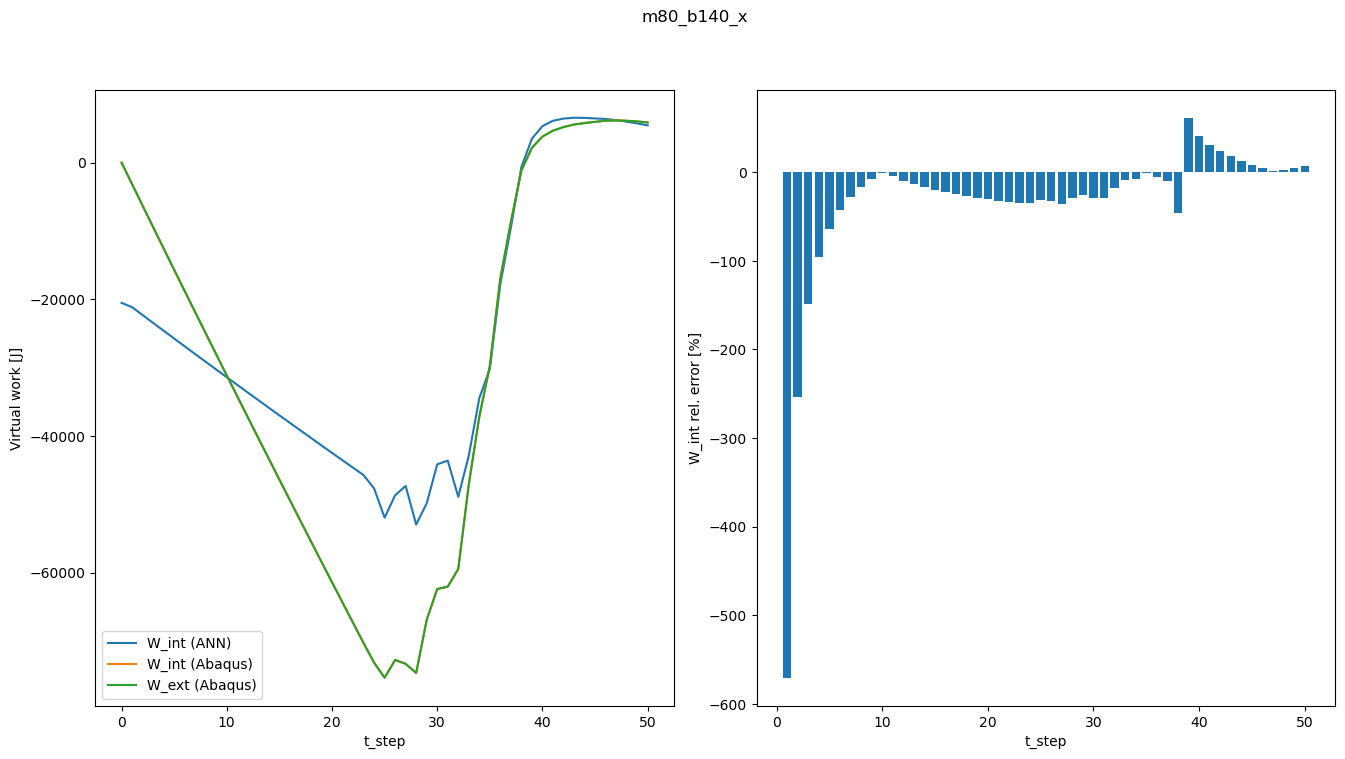 m80_b140_x
Virtual work [J]
0
−20000
−40000
−60000
W_int (ANN)
W_int (Abaqus)
W_ext (Abaqus)
0 10 20 30 40 50
t_step
W_int rel. error [%]
0
−100
−200
−300
−400
−500
−600
0 10 20 30 40 50
t_step